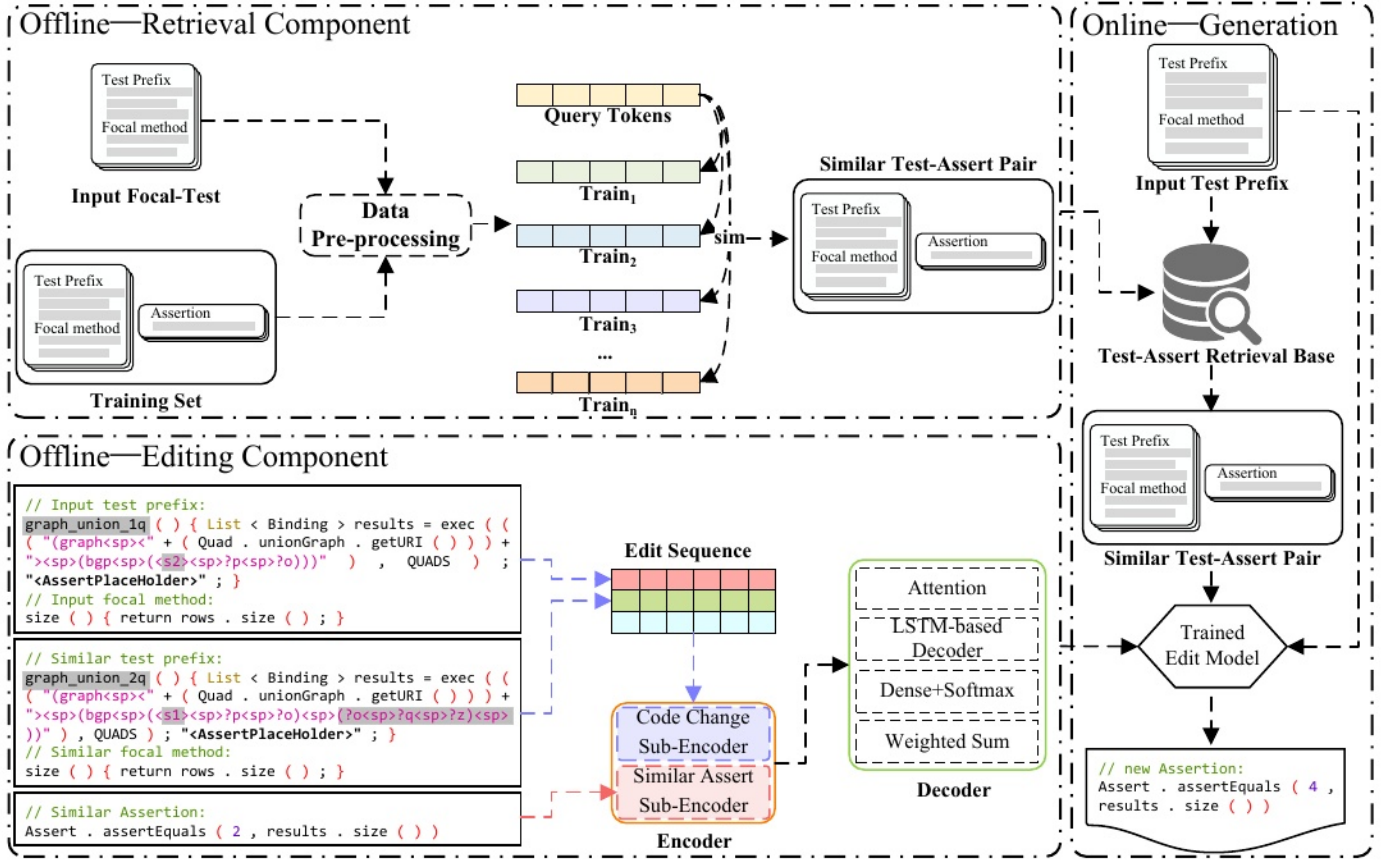 Offline—Retrieval Component
Test Prefix
Focal method
Input Focal-Test
Test Prefix
Focal method
Assertion
Training Set
Data
Pre-processing
Query Tokens
Train₁
Train₂
Train₃
...
Trainₙ
sim
Similar Test-Assert Pair
Test Prefix
Focal method
Assertion
Offline—Editing Component
// Input test prefix:
graph_union_1q ( ) { List < Binding > results = exec ( (
( "(graph<sp><" + ( Quad . unionGraph . getURI ( ) ) ) +
"><sp>(bgp<sp>(<s2><sp>?p<sp>?o)))" ) , QUADS ) ;
"<AssertPlaceHolder>" ; }
// Input focal method:
size ( ) { return rows . size ( ) ; }
// Similar test prefix:
graph_union_2q ( ) { List < Binding > results = exec ( (
( "(graph<sp><" + ( Quad . unionGraph . getURI ( ) ) ) +
"><sp>(bgp<sp>(<s1><sp>?p<sp>?o)<sp>(?o<sp>?q<sp>?z)<sp>
))" ) , QUADS ) ; "<AssertPlaceHolder>" ; }
// Similar focal method:
size ( ) { return rows . size ( ) ; }
// Similar Assertion:
Assert . assertEquals ( 2 , results . size ( ) )
Edit Sequence
Code Change
Sub-Encoder
Similar Assert
Sub-Encoder
Encoder
Attention
LSTM-based
Decoder
Dense+Softmax
Weighted Sum
Decoder
Online—Generation
Test Prefix
Focal method
Input Test Prefix
Test-Assert Retrieval Base
Test Prefix
Focal method
Assertion
Similar Test-Assert Pair
Trained
Edit Model
// new Assertion:
Assert . assertEquals ( 4 ,
results . size ( ) )